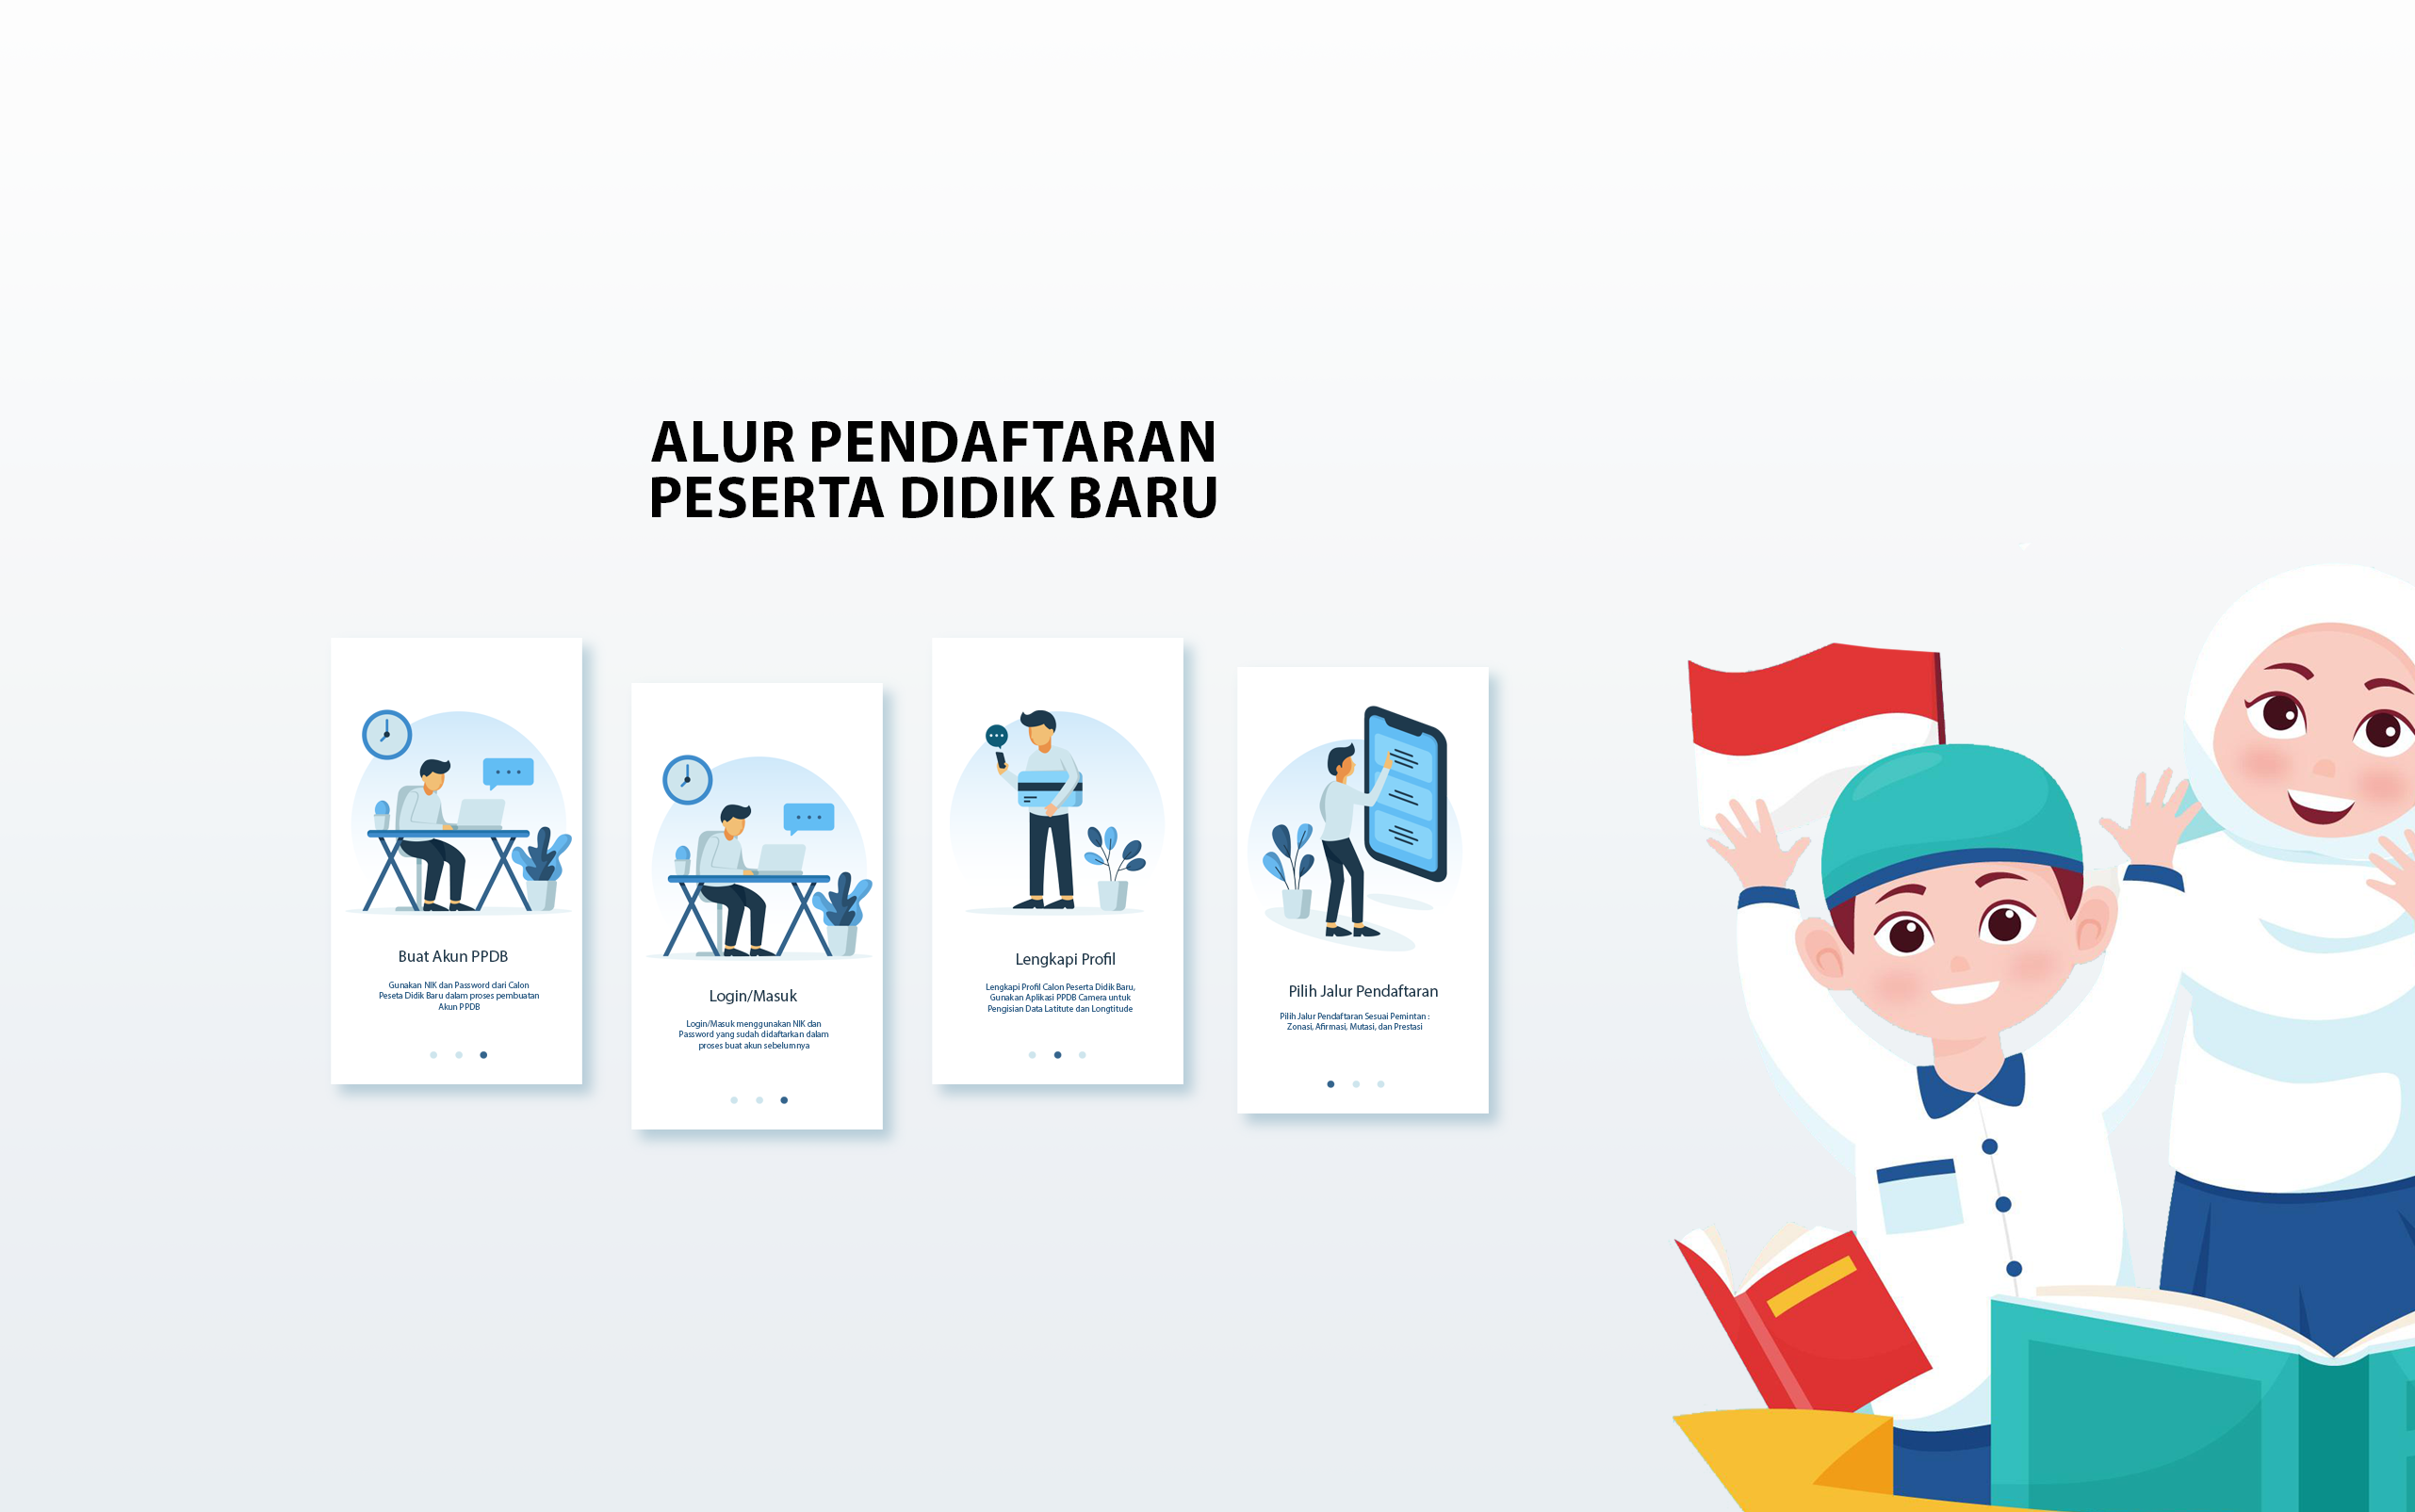 ALUR PENDAFTARAN
PESERTA DIDIK BARU
Buat Akun PPDB
Gunakan NIK dan Password dari Calon
Peseta Didik Baru dalam proses pembuatan
Akun PPDB
Login/Masuk
Login/Masuk menggunakan NIK dan
Password yang sudah didaftarkan dalam
proses buat akun sebelumnya
Lengkapi Profil
Lengkapi Profil Calon Peserta Didik Baru,
Gunakan Aplikasi PPDB Camera untuk
Pengisian Data Latitute dan Longtitude
Pilih Jalur Pendaftaran
Pilih Jalur Pendaftaran Sesuai Pemintan :
Zonasi, Afirmasi, Mutasi, dan Prestasi